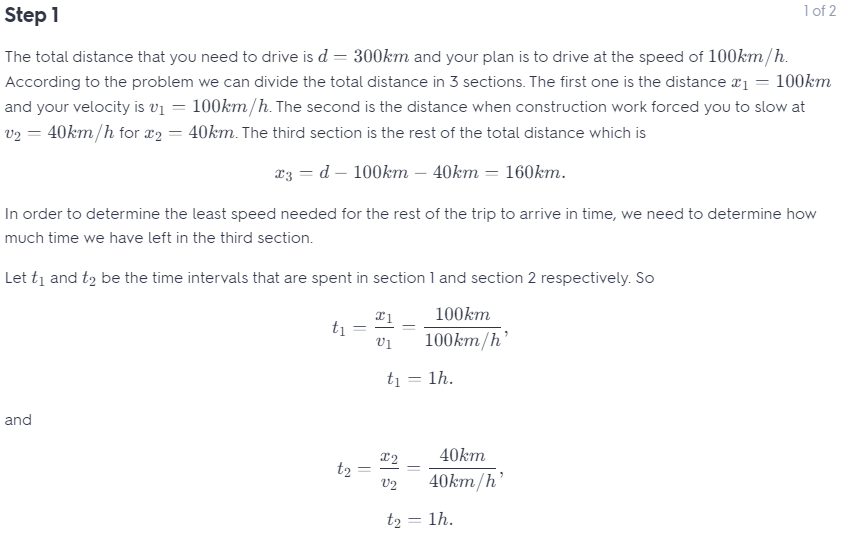 Step 1
1 of 2
The total distance that you need to drive is d = 300km and your plan is to drive at the speed of 100km/h.
According to the problem we can divide the total distance in 3 sections. The first one is the distance x₁ = 100km
and your velocity is v₁ = 100km/h. The second is the distance when construction work forced you to slow at
v₂ = 40km/h for x₂ = 40km. The third section is the rest of the total distance which is
x₃ = d − 100km − 40km = 160km.
In order to determine the least speed needed for the rest of the trip to arrive in time, we need to determine how
much time we have left in the third section.
Let t₁ and t₂ be the time intervals that are spent in section 1 and section 2 respectively. So
t₁ = x₁/v₁ = 100km/100km/h,
t₁ = 1h.
and
t₂ = x₂/v₂ = 40km/40km/h,
t₂ = 1h.